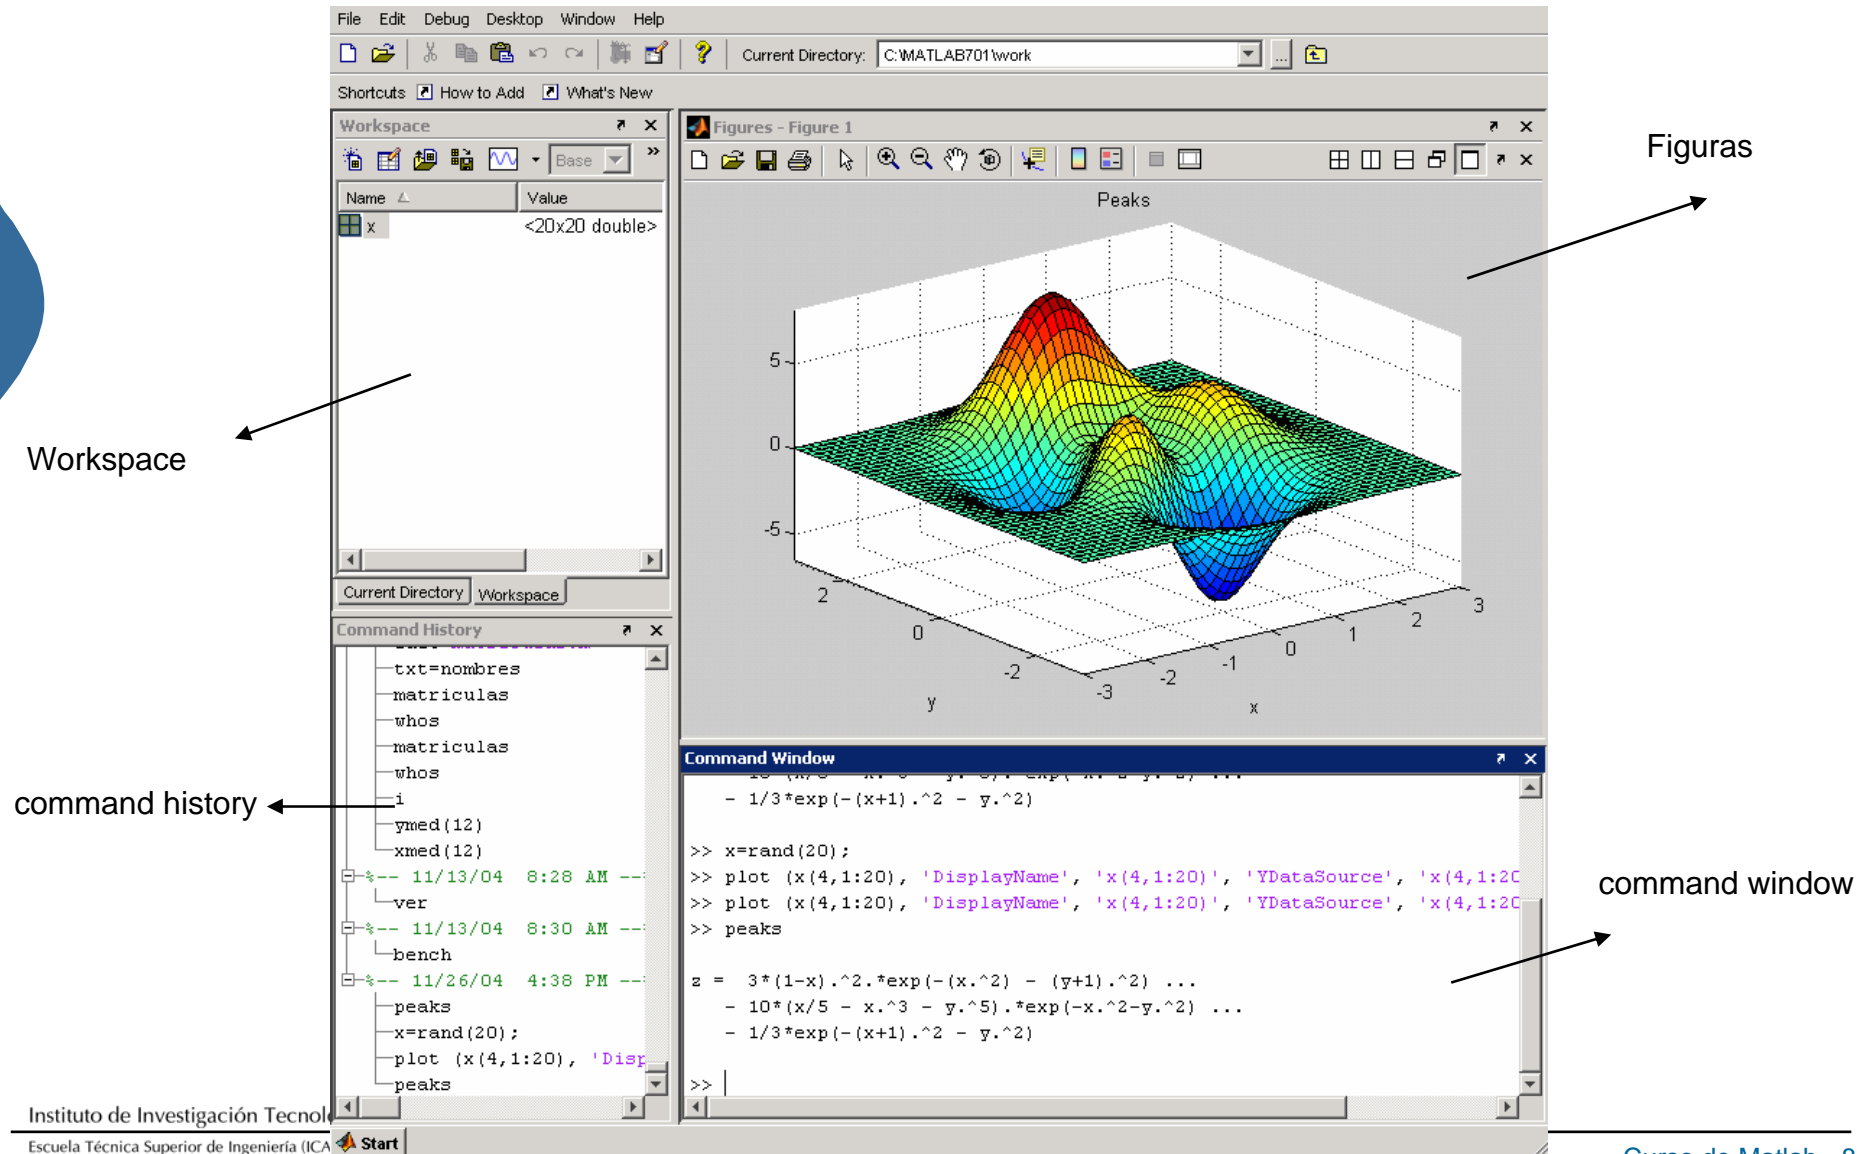 File Edit Debug Desktop Window Help
Current Directory: C:\MATLAB701\work ...
Shortcuts How to Add What's New
Workspace
Base »
Name Value
x <20x20 double>
Current Directory Workspace
Figures - Figure 1
Peaks
5
0
-5
2
0
-2
y
-3
-2
-1
0
1
2
3
x
Figuras
Workspace
command history
command window
Command History
txt=nombres
matriculas
whos
matriculas
whos
i
ymed(12)
xmed(12)
%-- 11/13/04 8:28 AM --%
ver
%-- 11/13/04 8:30 AM --%
bench
%-- 11/26/04 4:38 PM --%
peaks
x=rand(20);
plot (x(4,1:20), 'Disp
peaks
Command Window
- 1/3*exp(-(x+1).^2 - y.^2)
>> x=rand(20);
>> plot (x(4,1:20), 'DisplayName', 'x(4,1:20)', 'YDataSource', 'x(4,1:20
>> plot (x(4,1:20), 'DisplayName', 'x(4,1:20)', 'YDataSource', 'x(4,1:20
>> peaks
z = 3*(1-x).^2.*exp(-(x.^2) - (y+1).^2) ...
- 10*(x/5 - x.^3 - y.^5).*exp(-x.^2-y.^2) ...
- 1/3*exp(-(x+1).^2 - y.^2)
>>
Instituto de Investigación Tecnol
Escuela Técnica Superior de Ingeniería (ICA
Start
Curso de Matlab - 8